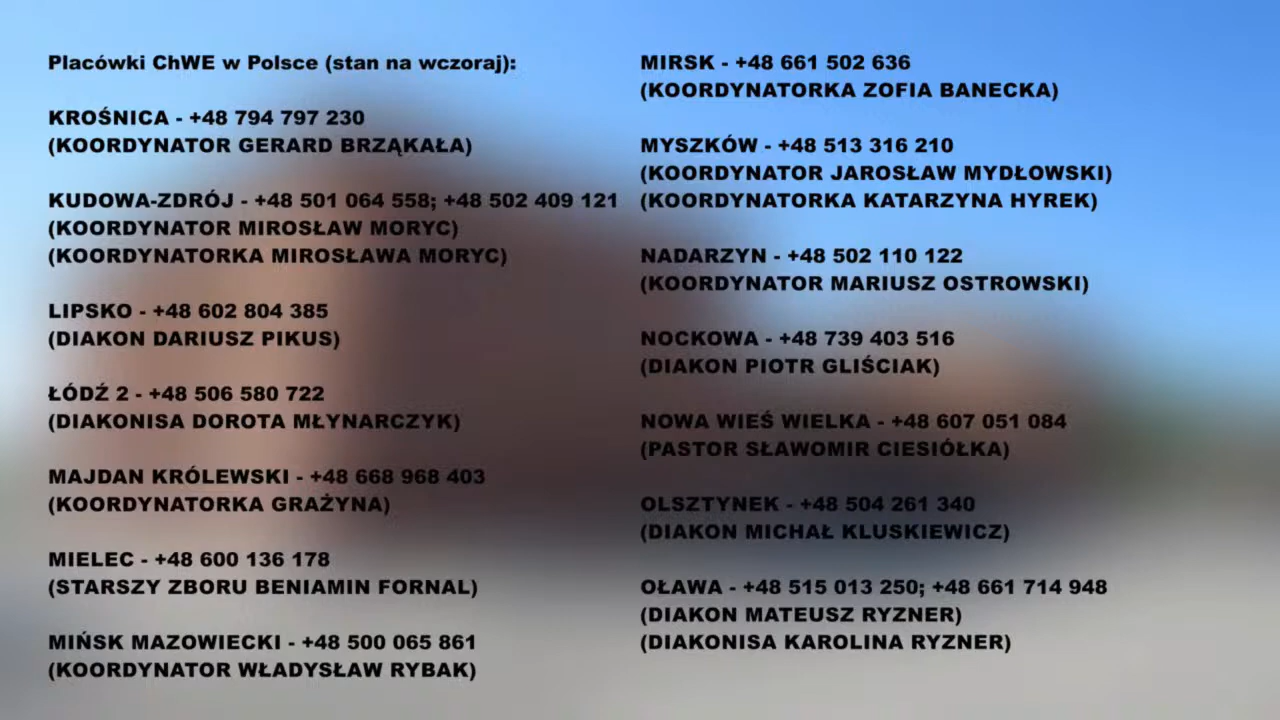 Placówki ChWE w Polsce (stan na wczoraj):
KROŚNICA - +48 794 797 230
(KOORDYNATOR GERARD BRZĄKAŁA)
KUDOWA-ZDRÓJ - +48 501 064 558; +48 502 409 121
(KOORDYNATOR MIROSŁAW MORYC)
(KOORDYNATORKA MIROSŁAWA MORYC)
LIPSKO - +48 602 804 385
(DIAKON DARIUSZ PIKUS)
ŁÓDŹ 2 - +48 506 580 722
(DIAKONISA DOROTA MŁYNARCZYK)
MAJDAN KRÓLEWSKI - +48 668 968 403
(KOORDYNATORKA GRAŻYNA)
MIELEC - +48 600 136 178
(STARSZY ZBORU BENIAMIN FORNAL)
MIŃSK MAZOWIECKI - +48 500 065 861
(KOORDYNATOR WŁADYSŁAW RYBAK)
MIRSK - +48 661 502 636
(KOORDYNATORKA ZOFIA BANECKA)
MYSZKÓW - +48 513 316 210
(KOORDYNATOR JAROSŁAW MYDŁOWSKI)
(KOORDYNATORKA KATARZYNA HYREK)
NADARZYN - +48 502 110 122
(KOORDYNATOR MARIUSZ OSTROWSKI)
NOCKOWA - +48 739 403 516
(DIAKON PIOTR GLIŚCIAK)
NOWA WIEŚ WIELKA - +48 607 051 084
(PASTOR SŁAWOMIR CIESIÓŁKA)
OLSZTYNEK - +48 504 261 340
(DIAKON MICHAŁ KLUSKIEWICZ)
OŁAWA - +48 515 013 250; +48 661 714 948
(DIAKON MATEUSZ RYZNER)
(DIAKONISA KAROLINA RYZNER)